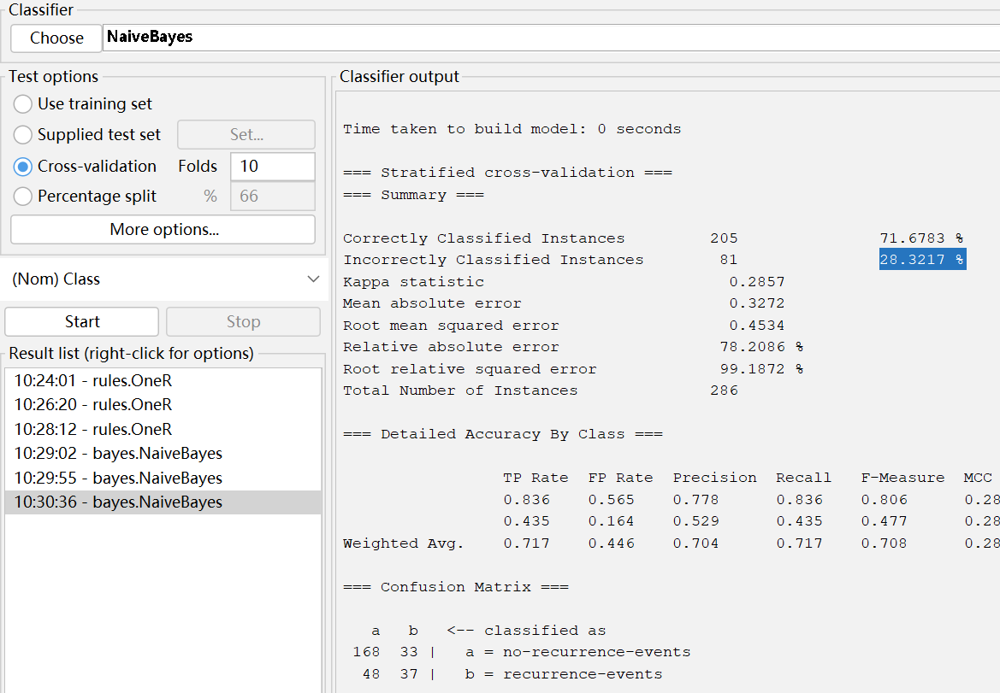 Classifier
Choose NaiveBayes
Test options
Use training set
Supplied test set Set...
Cross-validation Folds 10
Percentage split % 66
More options...
(Nom) Class
Start Stop
Result list (right-click for options)
10:24:01 - rules.OneR
10:26:20 - rules.OneR
10:28:12 - rules.OneR
10:29:02 - bayes.NaiveBayes
10:29:55 - bayes.NaiveBayes
10:30:36 - bayes.NaiveBayes
Classifier output
Time taken to build model: 0 seconds
=== Stratified cross-validation ===
=== Summary ===
Correctly Classified Instances 205 71.6783 %
Incorrectly Classified Instances 81 28.3217 %
Kappa statistic 0.2857
Mean absolute error 0.3272
Root mean squared error 0.4534
Relative absolute error 78.2086 %
Root relative squared error 99.1872 %
Total Number of Instances 286
=== Detailed Accuracy By Class ===
TP Rate FP Rate Precision Recall F-Measure MCC
0.836 0.565 0.778 0.836 0.806 0.28
0.435 0.164 0.529 0.435 0.477 0.28
Weighted Avg. 0.717 0.446 0.704 0.717 0.708 0.28
=== Confusion Matrix ===
a b <-- classified as
168 33 | a = no-recurrence-events
48 37 | b = recurrence-events